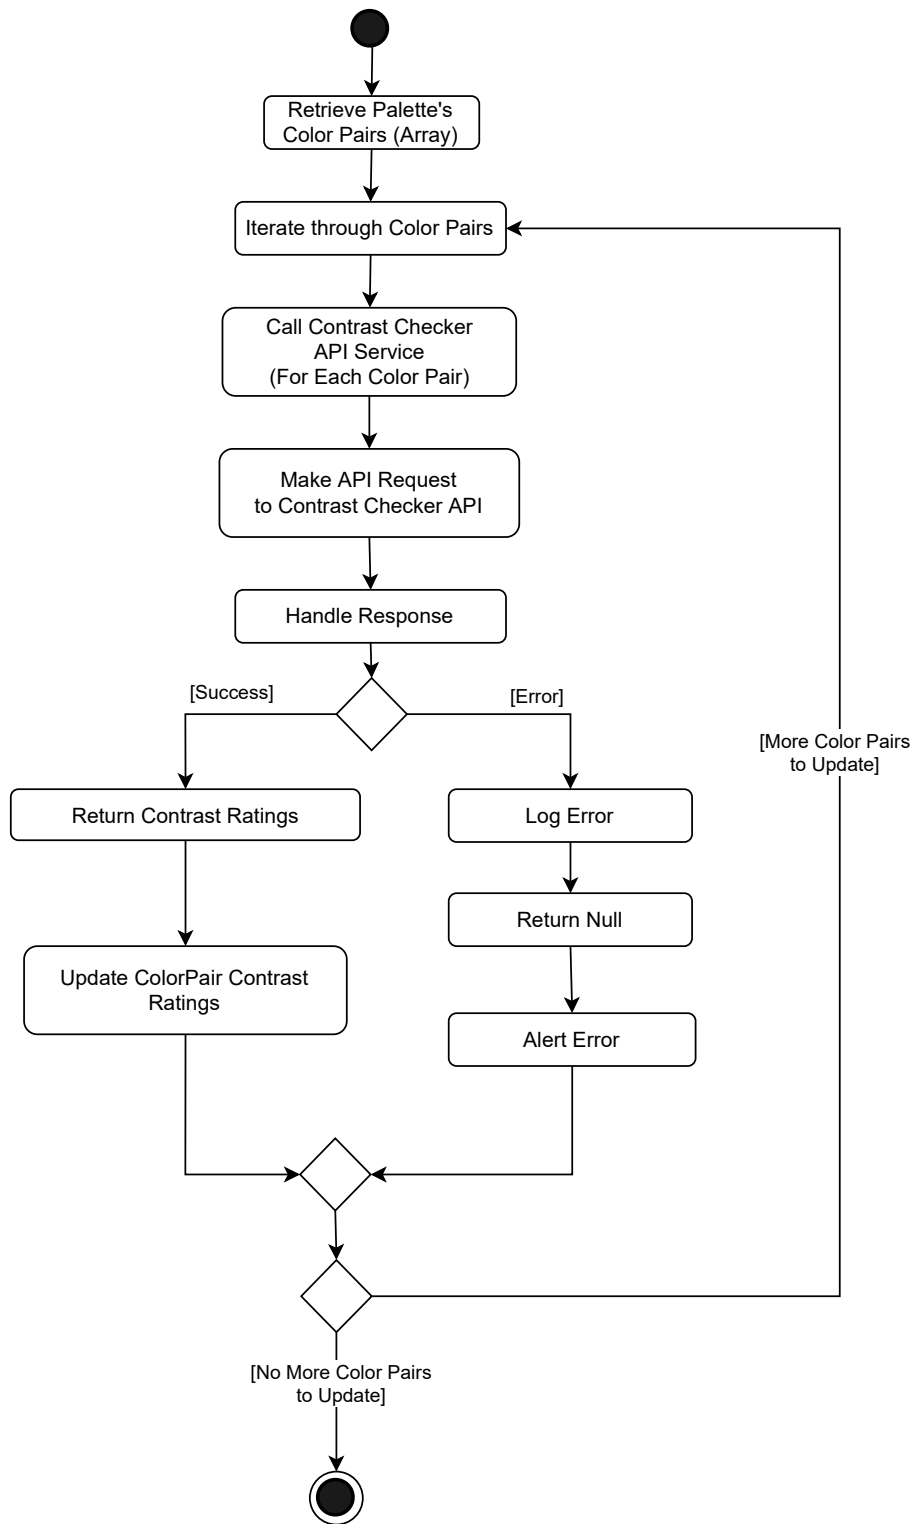 Retrieve Palette's
Color Pairs (Array)
Iterate through Color Pairs
Call Contrast Checker
API Service
(For Each Color Pair)
Make API Request
to Contrast Checker API
Handle Response
[Success]
[Error]
[More Color Pairs
to Update]
Return Contrast Ratings
Log Error
Return Null
Update ColorPair Contrast
Ratings
Alert Error
[No More Color Pairs
to Update]